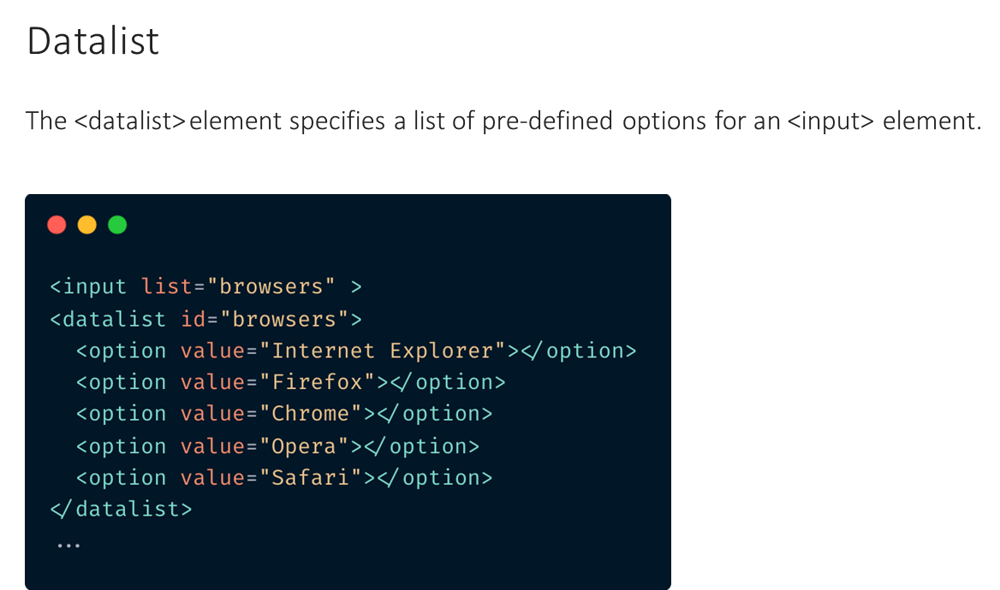 Datalist
The <datalist> element specifies a list of pre-defined options for an <input> element.
<input list="browsers" >
<datalist id="browsers">
  <option value="Internet Explorer"></option>
  <option value="Firefox"></option>
  <option value="Chrome"></option>
  <option value="Opera"></option>
  <option value="Safari"></option>
</datalist>
...